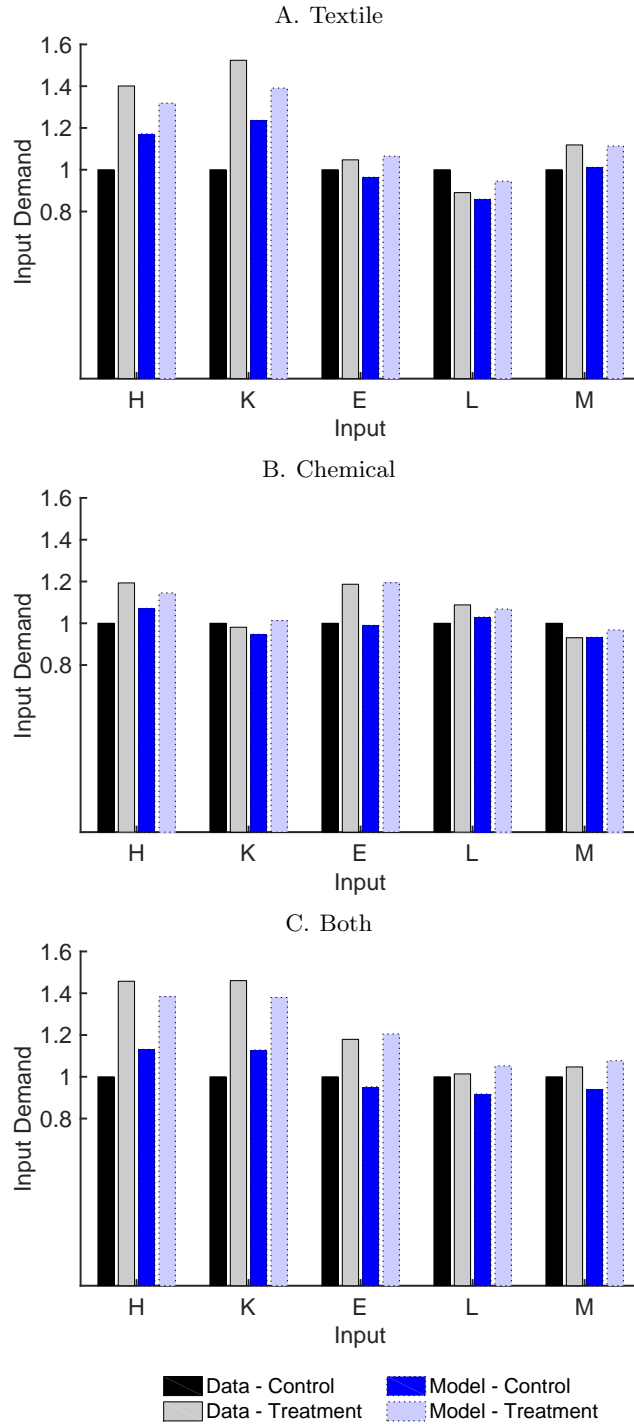 A. Textile
1.6
1.4
1.2
1
0.8
Input Demand
H K E L M
Input
B. Chemical
1.6
1.4
1.2
1
0.8
Input Demand
H K E L M
Input
C. Both
1.6
1.4
1.2
1
0.8
Input Demand
H K E L M
Input
Data - Control Model - Control
Data - Treatment Model - Treatment